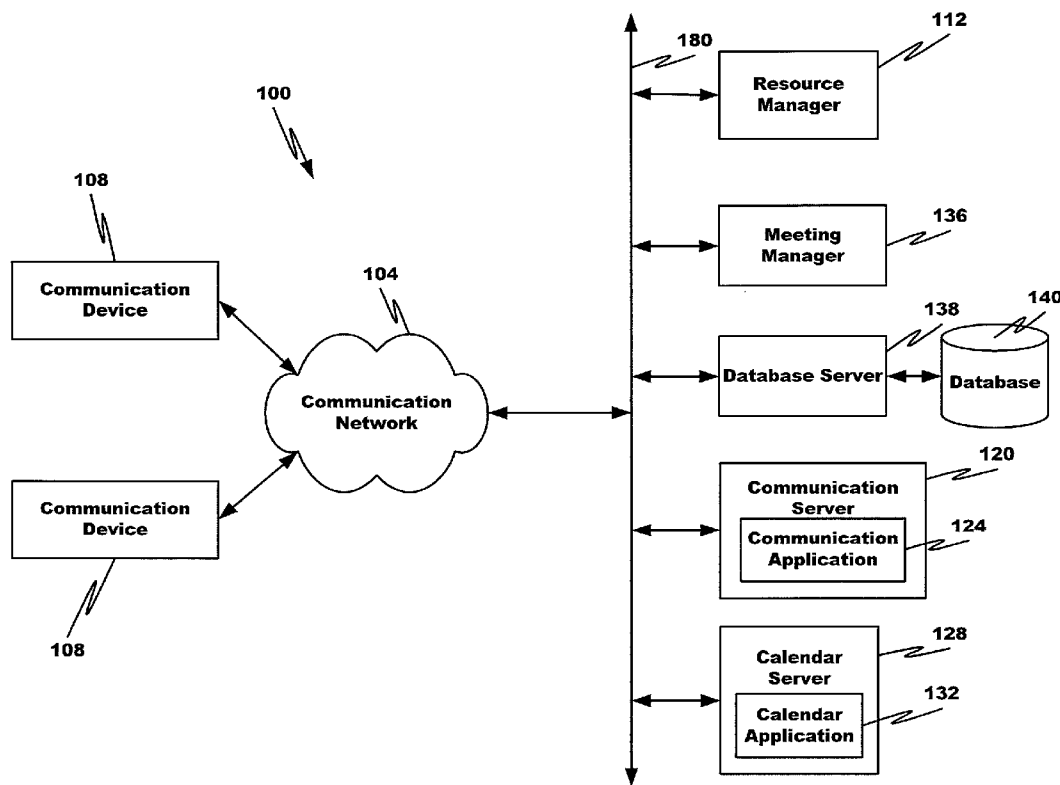 180
112
Resource
Manager
100
108
136
Meeting
Manager
Communication
Device
104
138
140
Database Server
Database
Communication
Network
120
Communication
Server
124
Communication
Application
Communication
Device
108
128
Calendar
Server
132
Calendar
Application